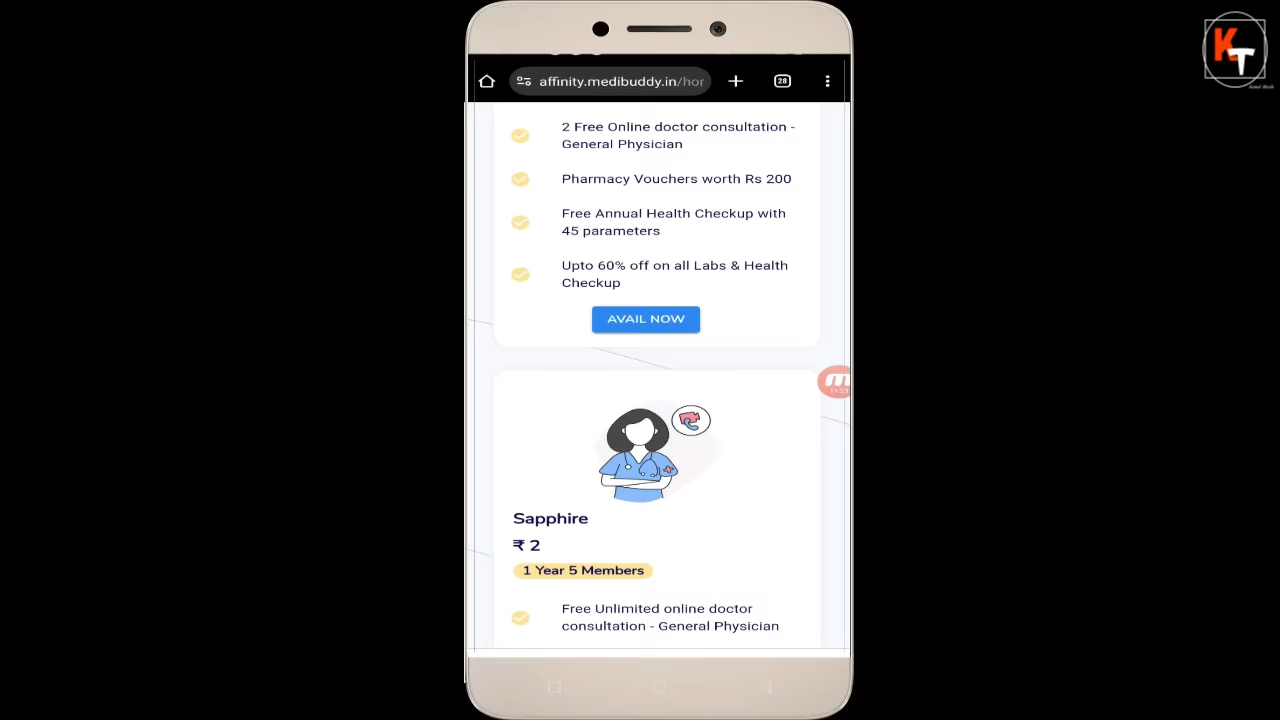 KT
affinity.medibuddy.in/hor
28
2 Free Online doctor consultation -
General Physician
Pharmacy Vouchers worth Rs 200
Free Annual Health Checkup with
45 parameters
Upto 60% off on all Labs & Health
Checkup
AVAIL NOW
Sapphire
₹ 2
1 Year 5 Members
Free Unlimited online doctor
consultation - General Physician